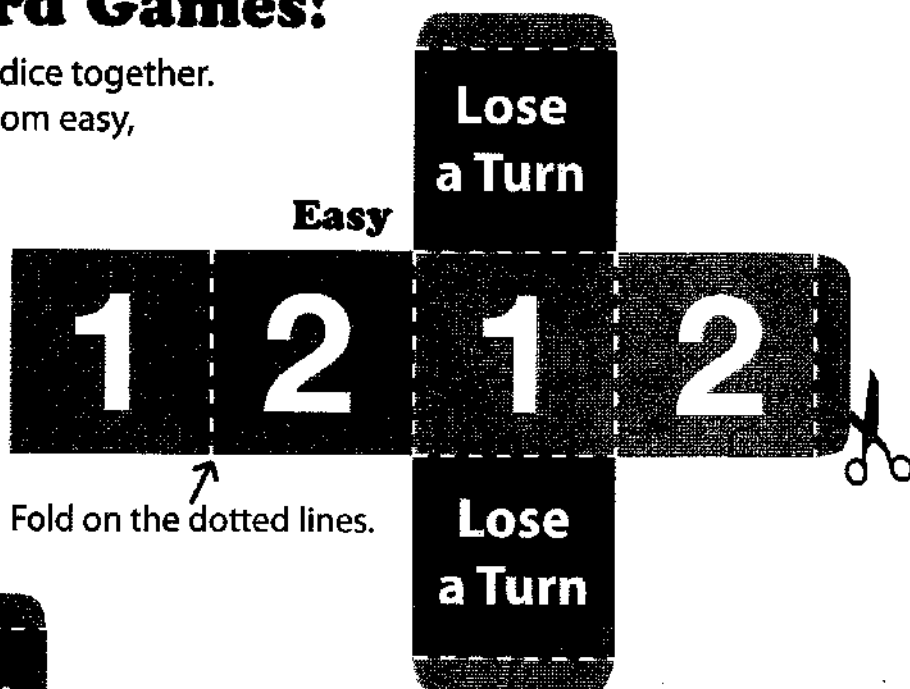 Games:
dice together.
om easy,
Lose
a Turn
Easy
1 2 1 2
Fold on the dotted lines.
Lose
a Turn